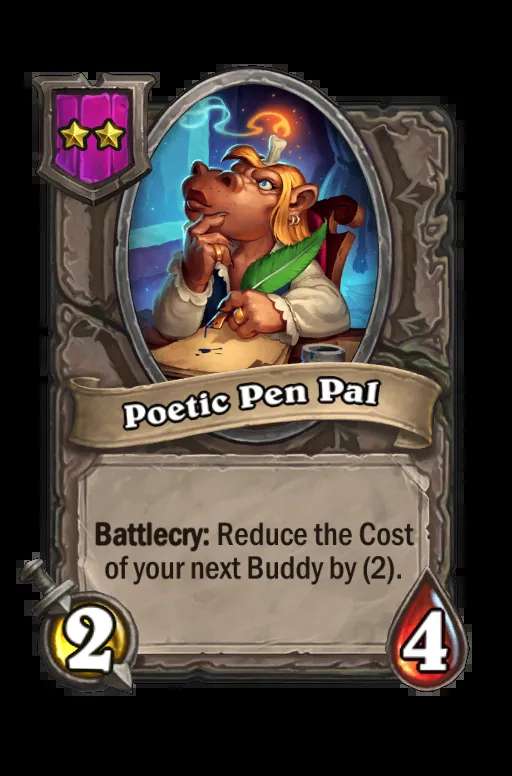 Poetic Pen Pal
Battlecry: Reduce the Cost
of your next Buddy by (2).
2
4